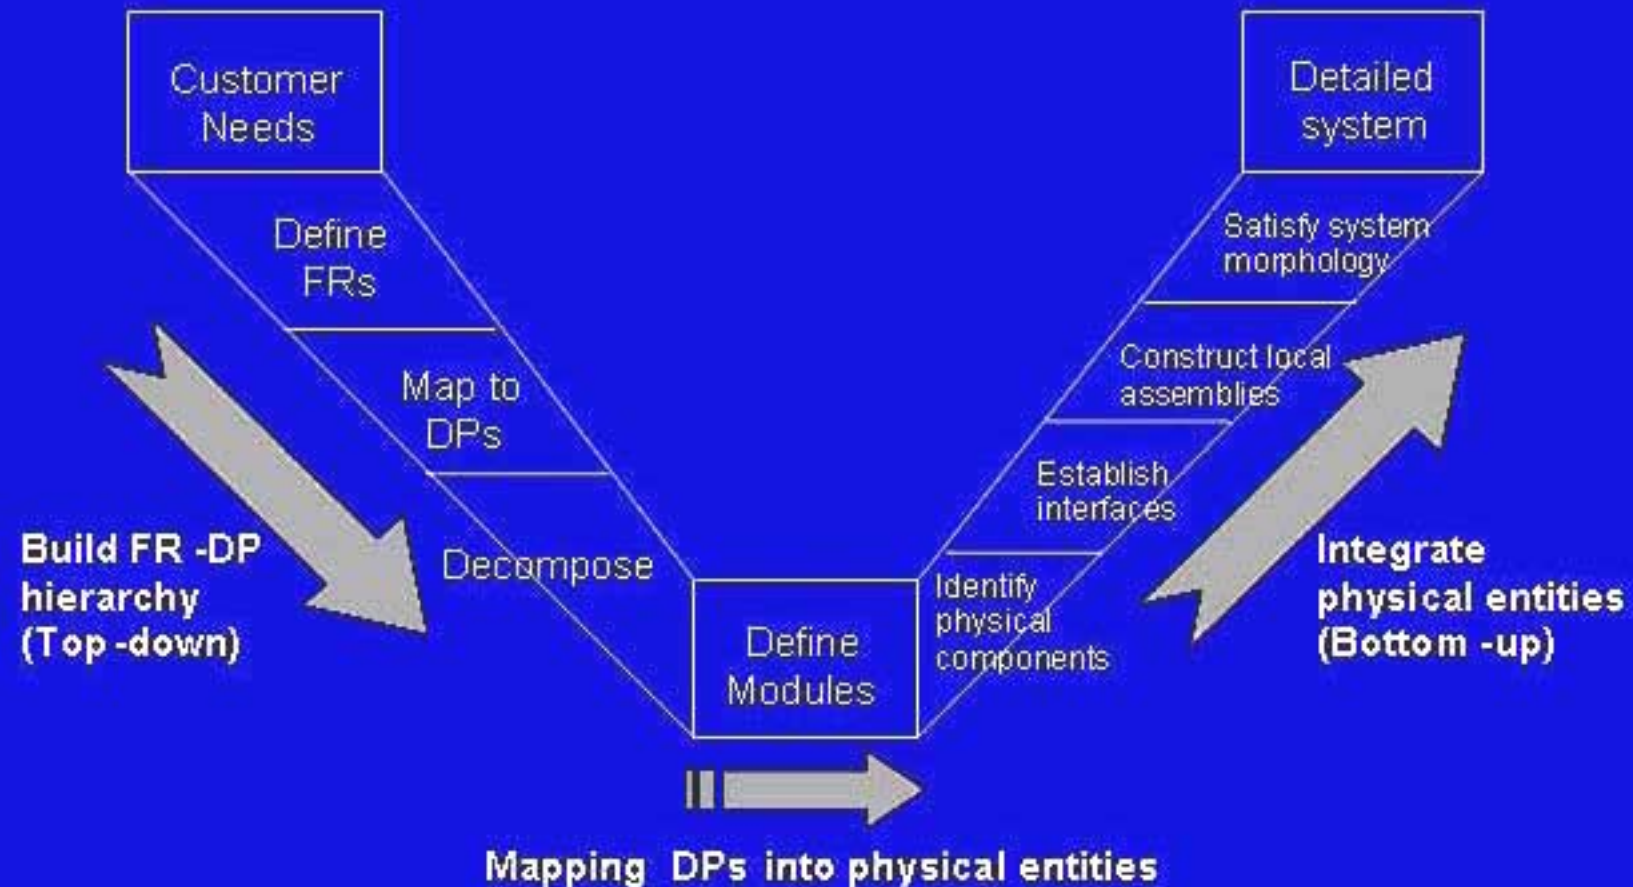 Customer
Needs
Define
FRs
Map to
DPs
Decompose
Build FR -DP
hierarchy
(Top -down)
Define
Modules
Mapping DPs into physical entities
Identify
physical
components
Establish
interfaces
Construct local
assemblies
Satisfy system
morphology
Detailed
system
Integrate
physical entities
(Bottom -up)